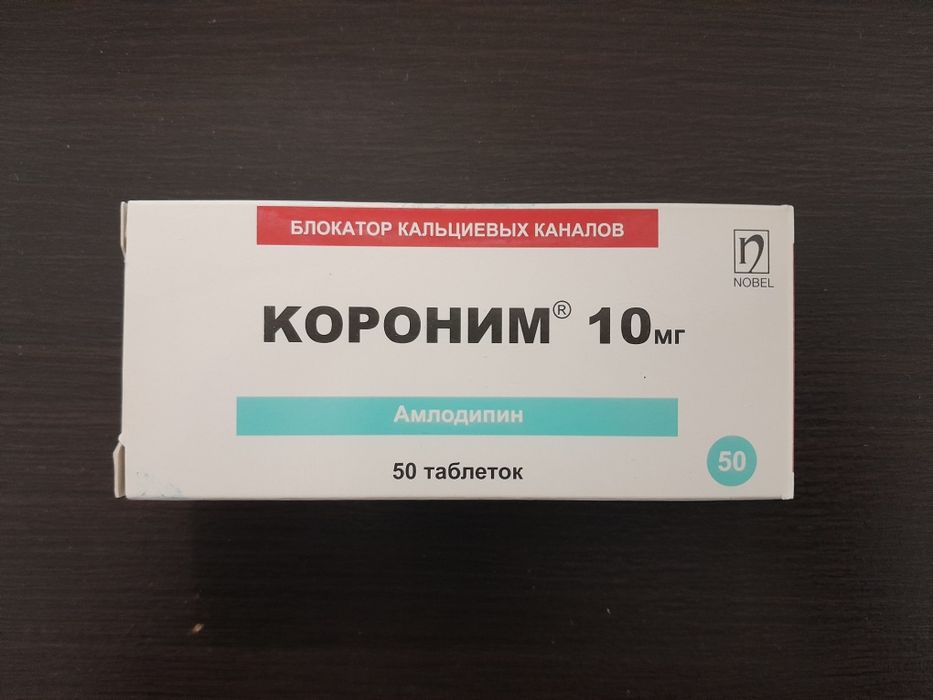 БЛОКАТОР КАЛЬЦИЕВЫХ КАНАЛОВ
NOBEL
КОРОНИМ® 10мг
Амлодипин
50 таблеток
50